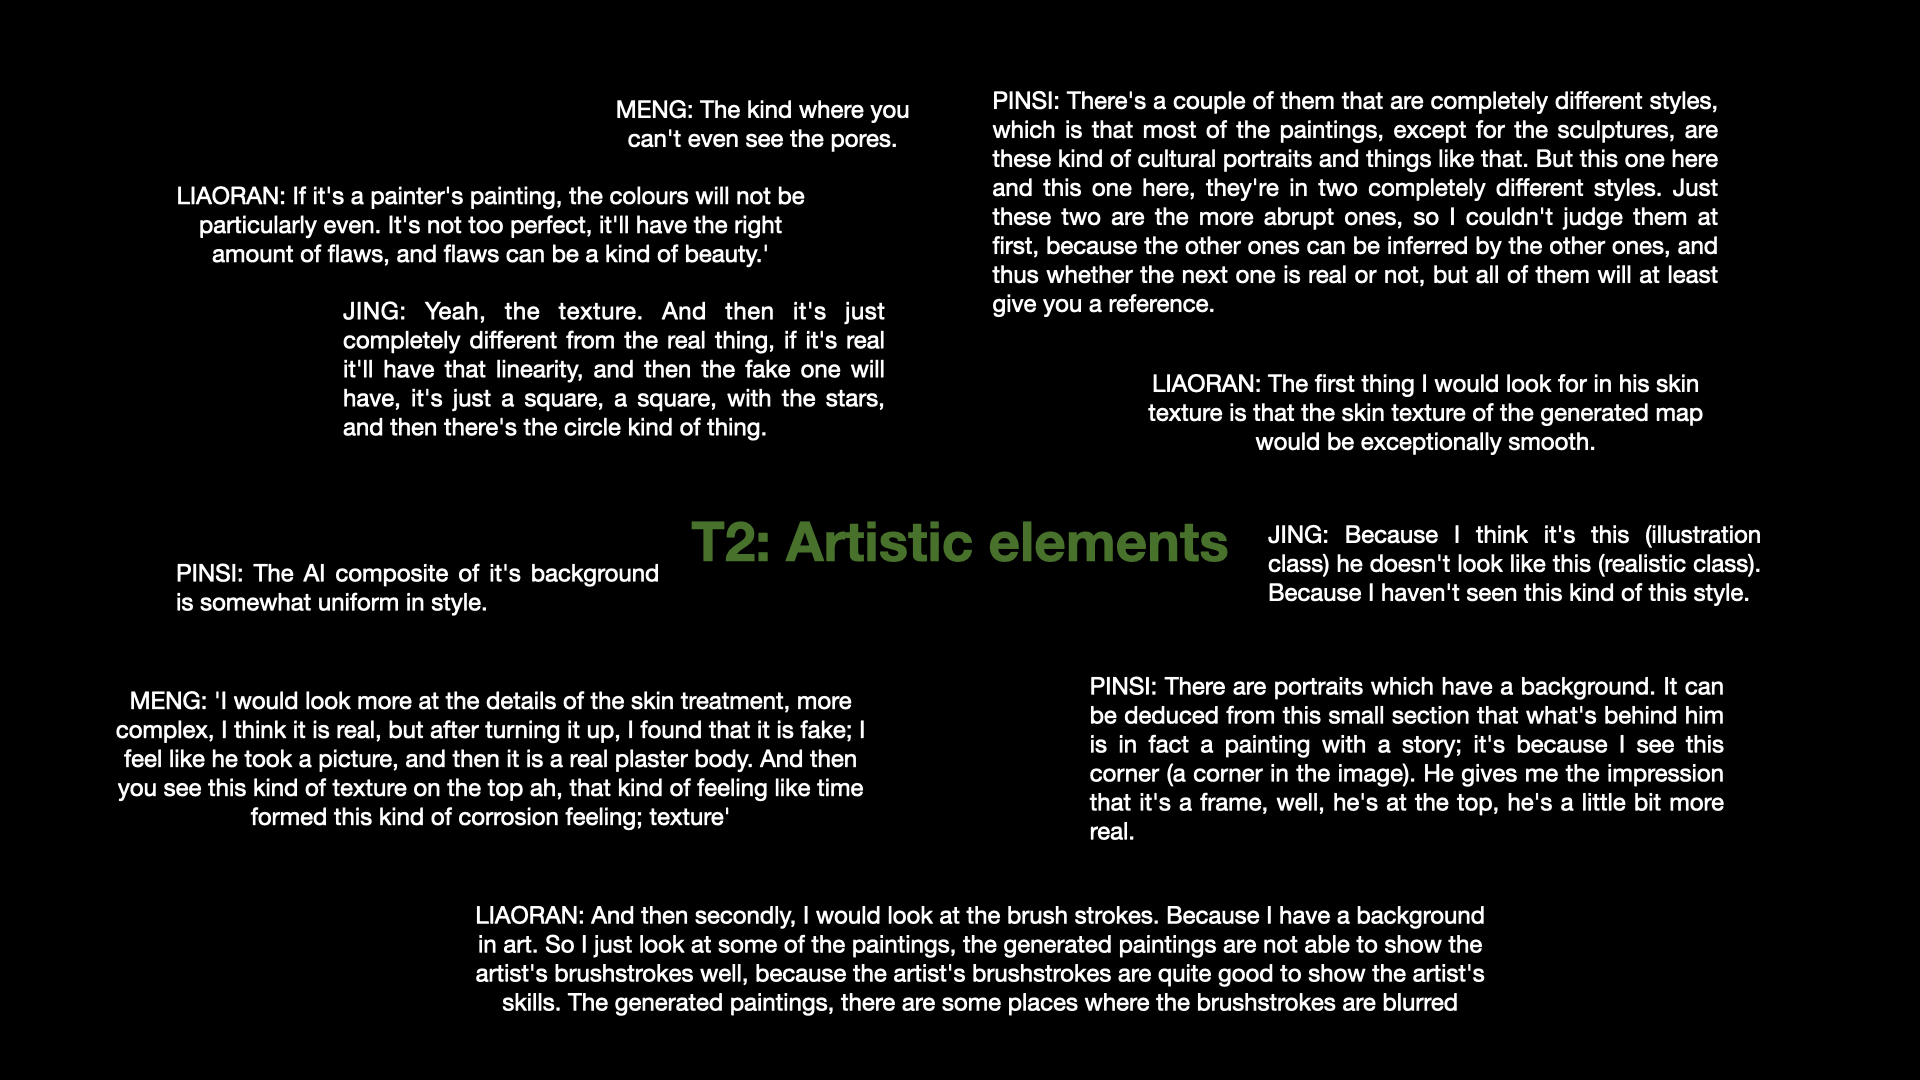 MENG: The kind where you
can't even see the pores.
LIAORAN: If it's a painter's painting, the colours will not be
particularly even. It's not too perfect, it'll have the right
amount of flaws, and flaws can be a kind of beauty.'
JING: Yeah, the texture. And then it's just
completely different from the real thing, if it's real
it'll have that linearity, and then the fake one will
have, it's just a square, a square, with the stars,
and then there's the circle kind of thing.
PINSI: There's a couple of them that are completely different styles,
which is that most of the paintings, except for the sculptures, are
these kind of cultural portraits and things like that. But this one here
and this one here, they're in two completely different styles. Just
these two are the more abrupt ones, so I couldn't judge them at
first, because the other ones can be inferred by the other ones, and
thus whether the next one is real or not, but all of them will at least
give you a reference.
LIAORAN: The first thing I would look for in his skin
texture is that the skin texture of the generated map
would be exceptionally smooth.
T2: Artistic elements
JING: Because I think it's this (illustration
class) he doesn't look like this (realistic class).
Because I haven't seen this kind of this style.
PINSI: The AI composite of it's background
is somewhat uniform in style.
MENG: 'I would look more at the details of the skin treatment, more
complex, I think it is real, but after turning it up, I found that it is fake; I
feel like he took a picture, and then it is a real plaster body. And then
you see this kind of texture on the top ah, that kind of feeling like time
formed this kind of corrosion feeling; texture'
PINSI: There are portraits which have a background. It can
be deduced from this small section that what's behind him
is in fact a painting with a story; it's because I see this
corner (a corner in the image). He gives me the impression
that it's a frame, well, he's at the top, he's a little bit more
real.
LIAORAN: And then secondly, I would look at the brush strokes. Because I have a background
in art. So I just look at some of the paintings, the generated paintings are not able to show the
artist's brushstrokes well, because the artist's brushstrokes are quite good to show the artist's
skills. The generated paintings, there are some places where the brushstrokes are blurred